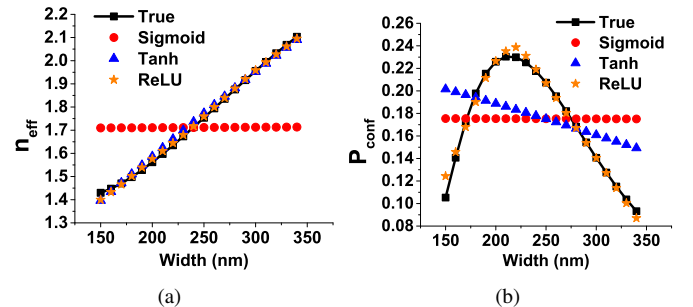 True
Sigmoid
Tanh
ReLU
n_eff
2.1
2.0
1.9
1.8
1.7
1.6
1.5
1.4
1.3
100 150 200 250 300 350
Width (nm)
(a)
True
Sigmoid
Tanh
ReLU
P_conf
0.26
0.24
0.22
0.20
0.18
0.16
0.14
0.12
0.10
0.08
100 150 200 250 300 350
Width (nm)
(b)